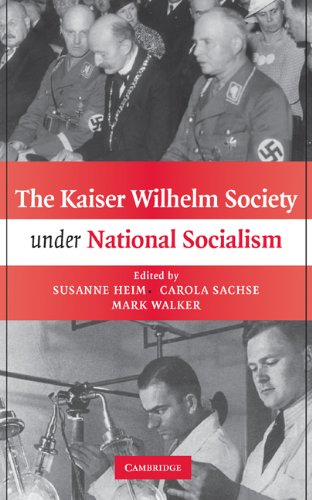 The Kaiser Wilhelm Society
under National Socialism
Edited by
SUSANNE HEIM · CAROLA SACHSE
MARK WALKER
CAMBRIDGE